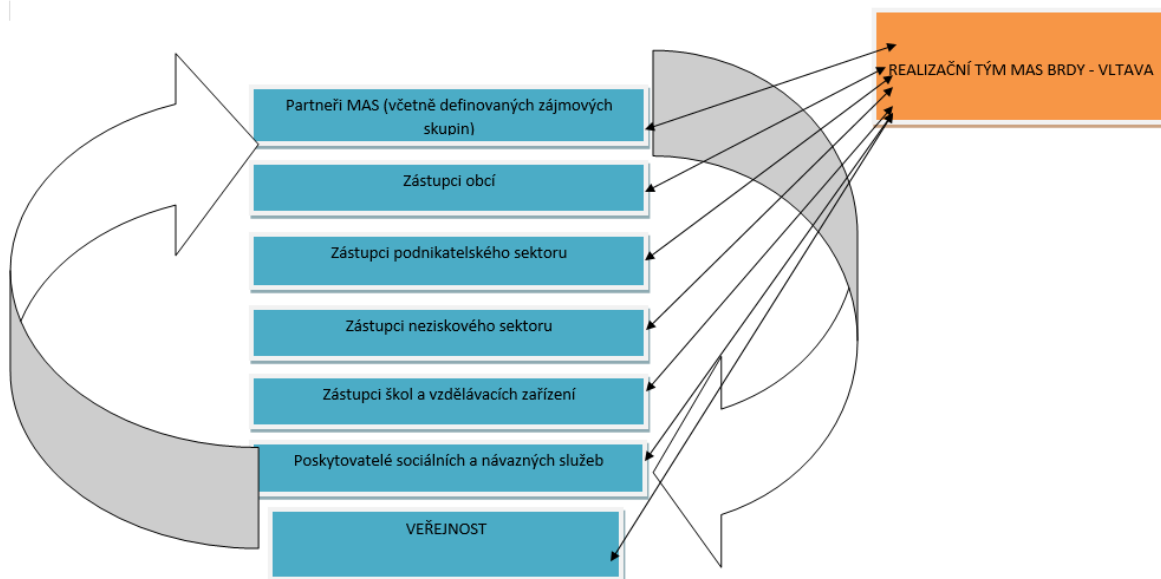 REALIZAČNÍ TÝM MAS BRDY - VLTAVA
Partneři MAS (včetně definovaných zájmových
skupin)
Zástupci obcí
Zástupci podnikatelského sektoru
Zástupci neziskového sektoru
Zástupci škol a vzdělávacích zařízení
Poskytovatelé sociálních a návazných služeb
VEŘEJNOST